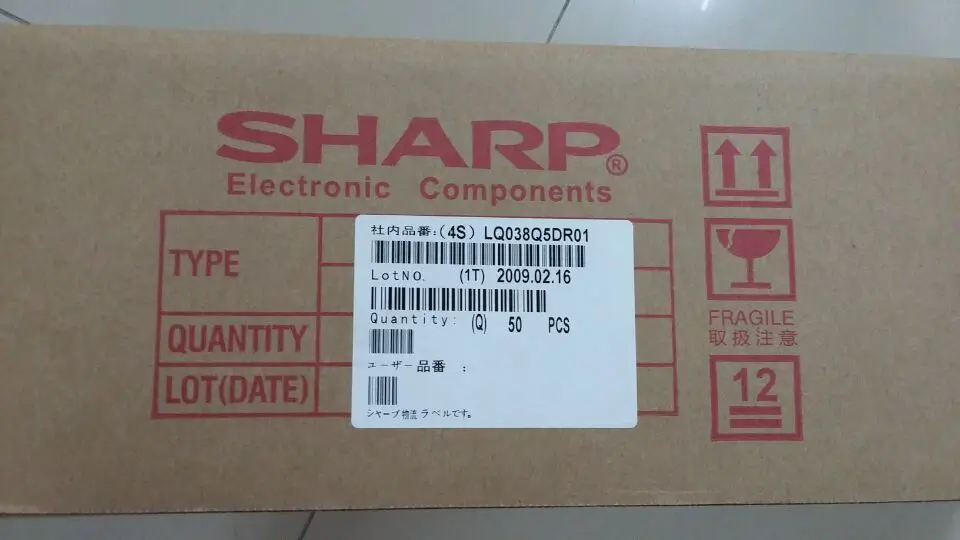 SHARP®
Electronic Components
TYPE
QUANTITY
LOT(DATE)
社内品番:(4S) LQ038Q5DR01
LotNO. (1T) 2009.02.16
Quantity: (Q) 50 PCS
ユーザー品番 :
シャープ物流ラベルです。
FRAGILE
取扱注意
12